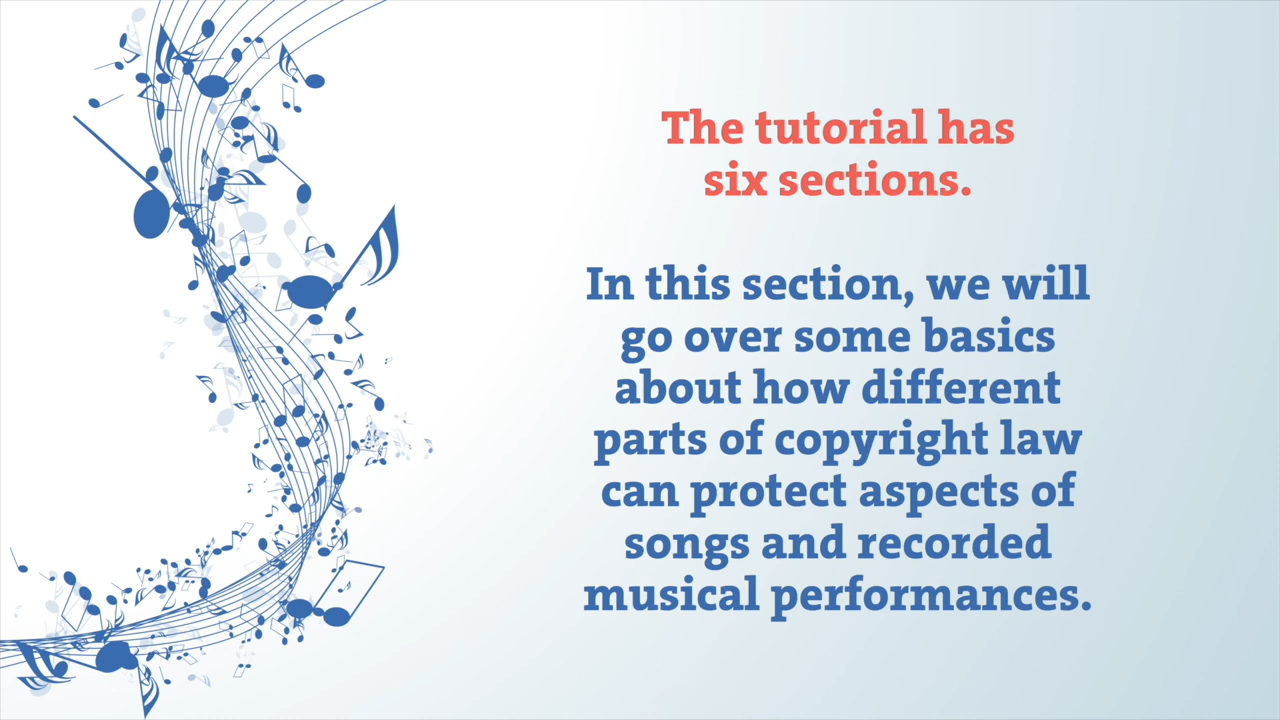 The tutorial has
six sections.
In this section, we will
go over some basics
about how different
parts of copyright law
can protect aspects of
songs and recorded
musical performances.